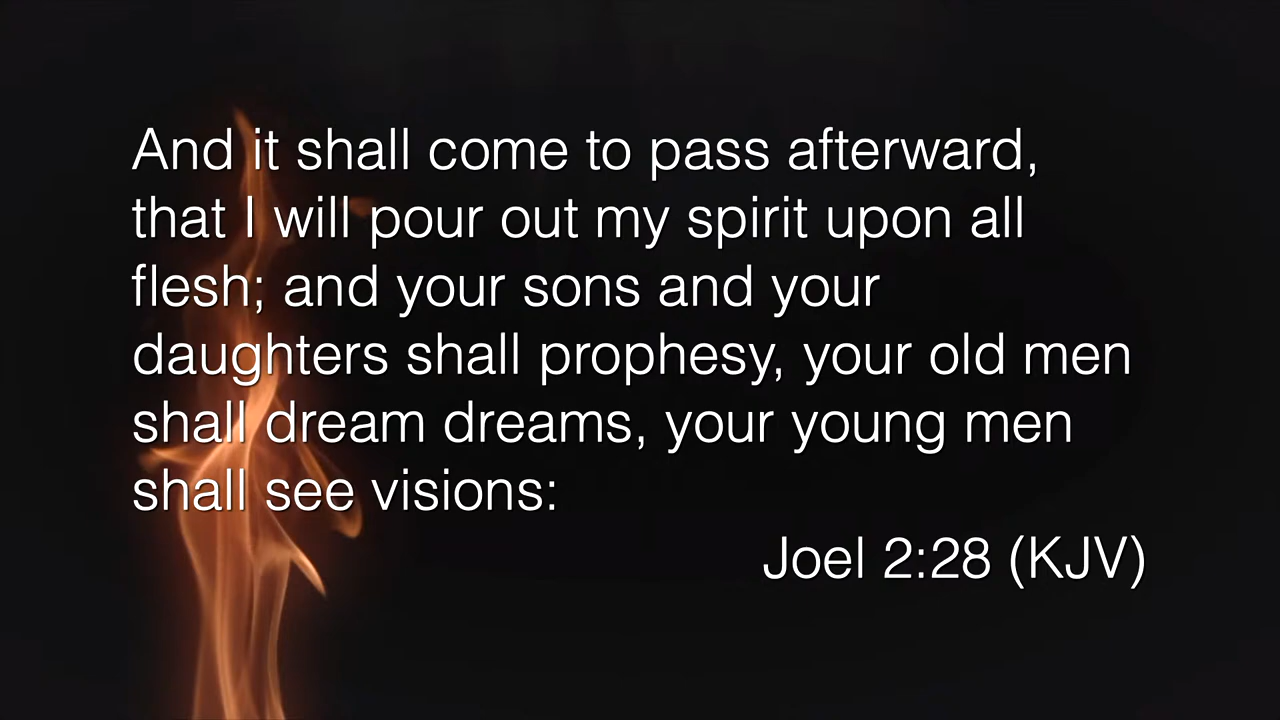 And it shall come to pass afterward,
that I will pour out my spirit upon all
flesh; and your sons and your
daughters shall prophesy, your old men
shall dream dreams, your young men
shall see visions:
Joel 2:28 (KJV)